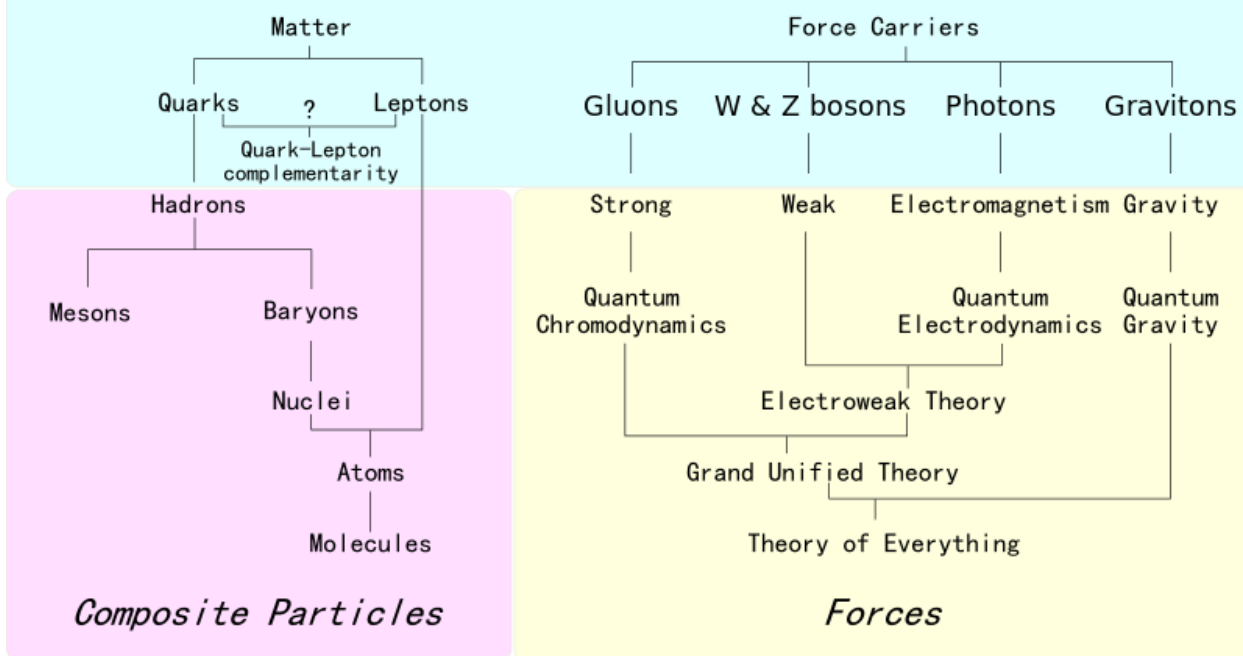 Matter
Force Carriers
Quarks ? Leptons
Gluons W & Z bosons Photons Gravitons
Quark-Lepton
complementarity
Hadrons
Strong Weak Electromagnetism Gravity
Mesons Baryons
Quantum
Chromodynamics
Quantum
Electrodynamics
Quantum
Gravity
Nuclei
Electroweak Theory
Atoms
Grand Unified Theory
Molecules
Theory of Everything
Composite Particles
Forces